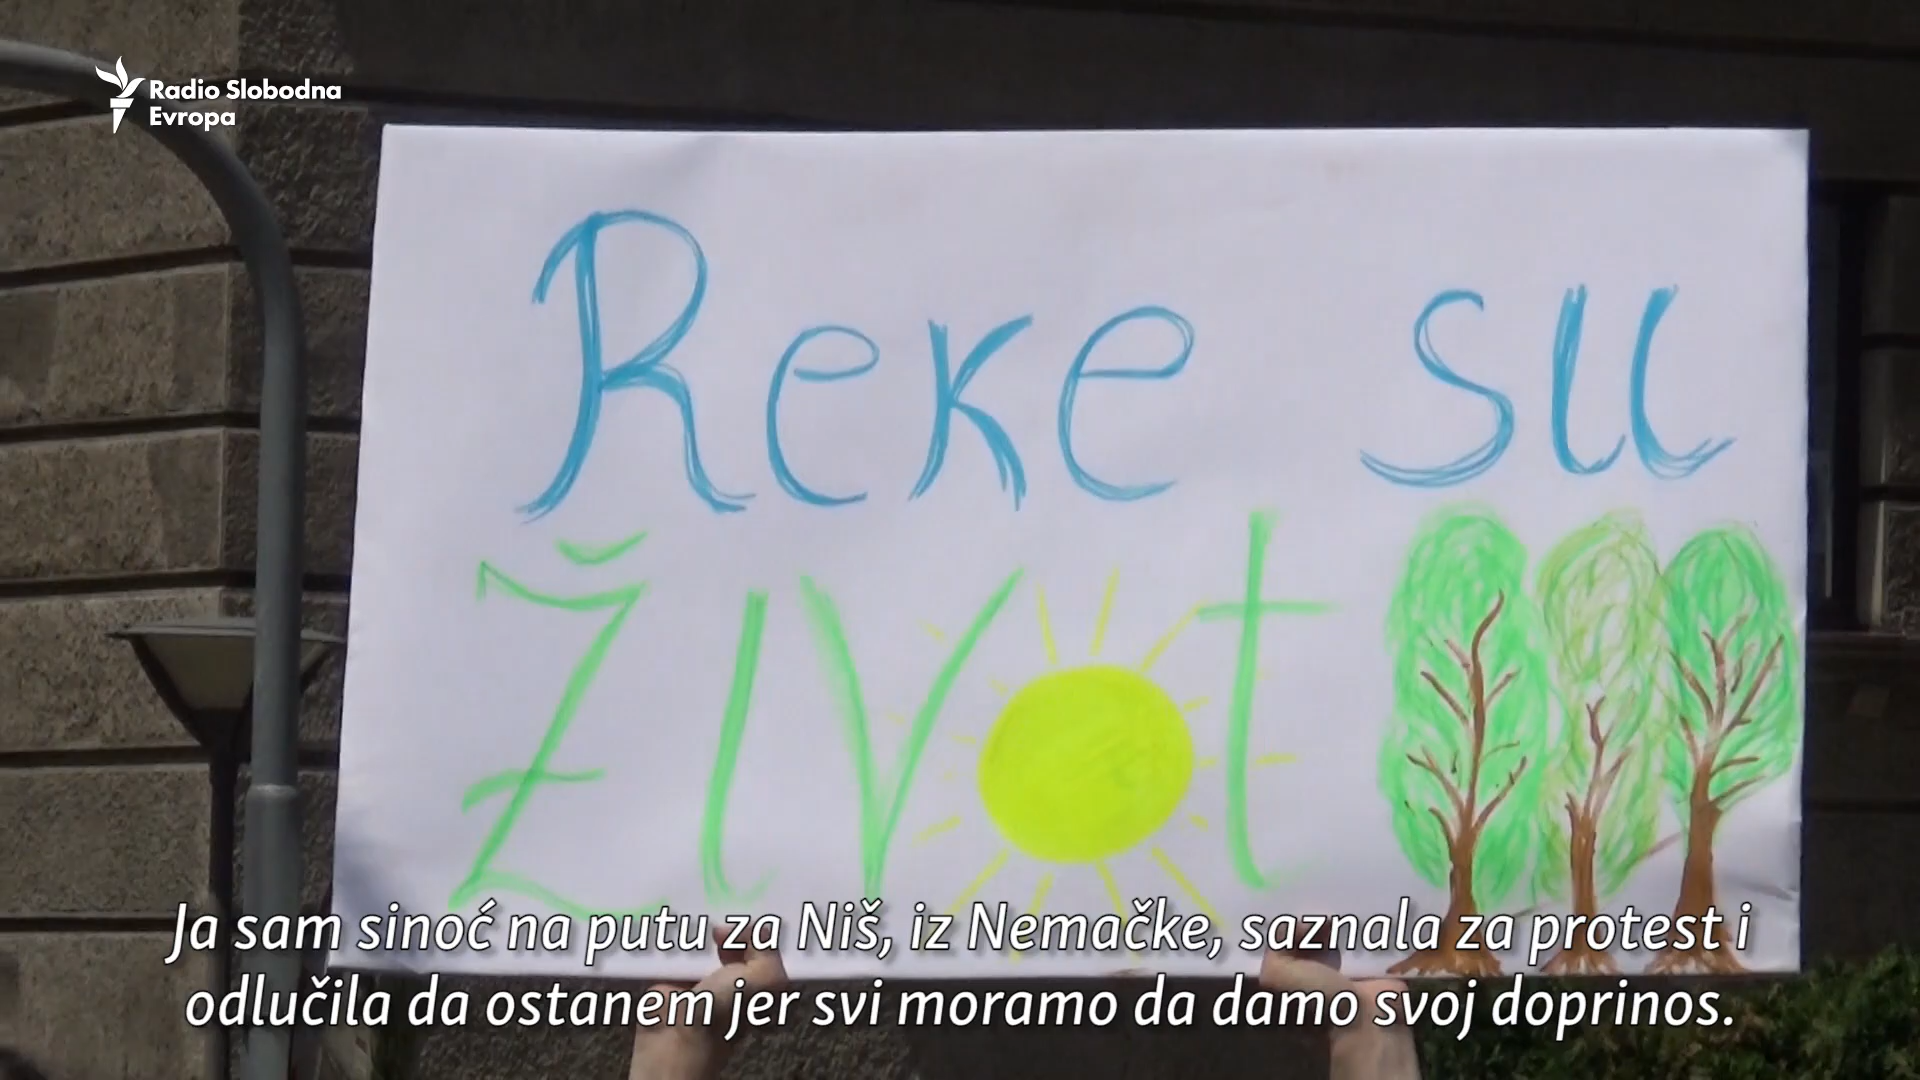 Radio Slobodna
Evropa
Reke su
ŽIVOt
Ja sam sinoć na putu za Niš, iz Nemačke, saznala za protest i
odlučila da ostanem jer svi moramo da damo svoj doprinos.